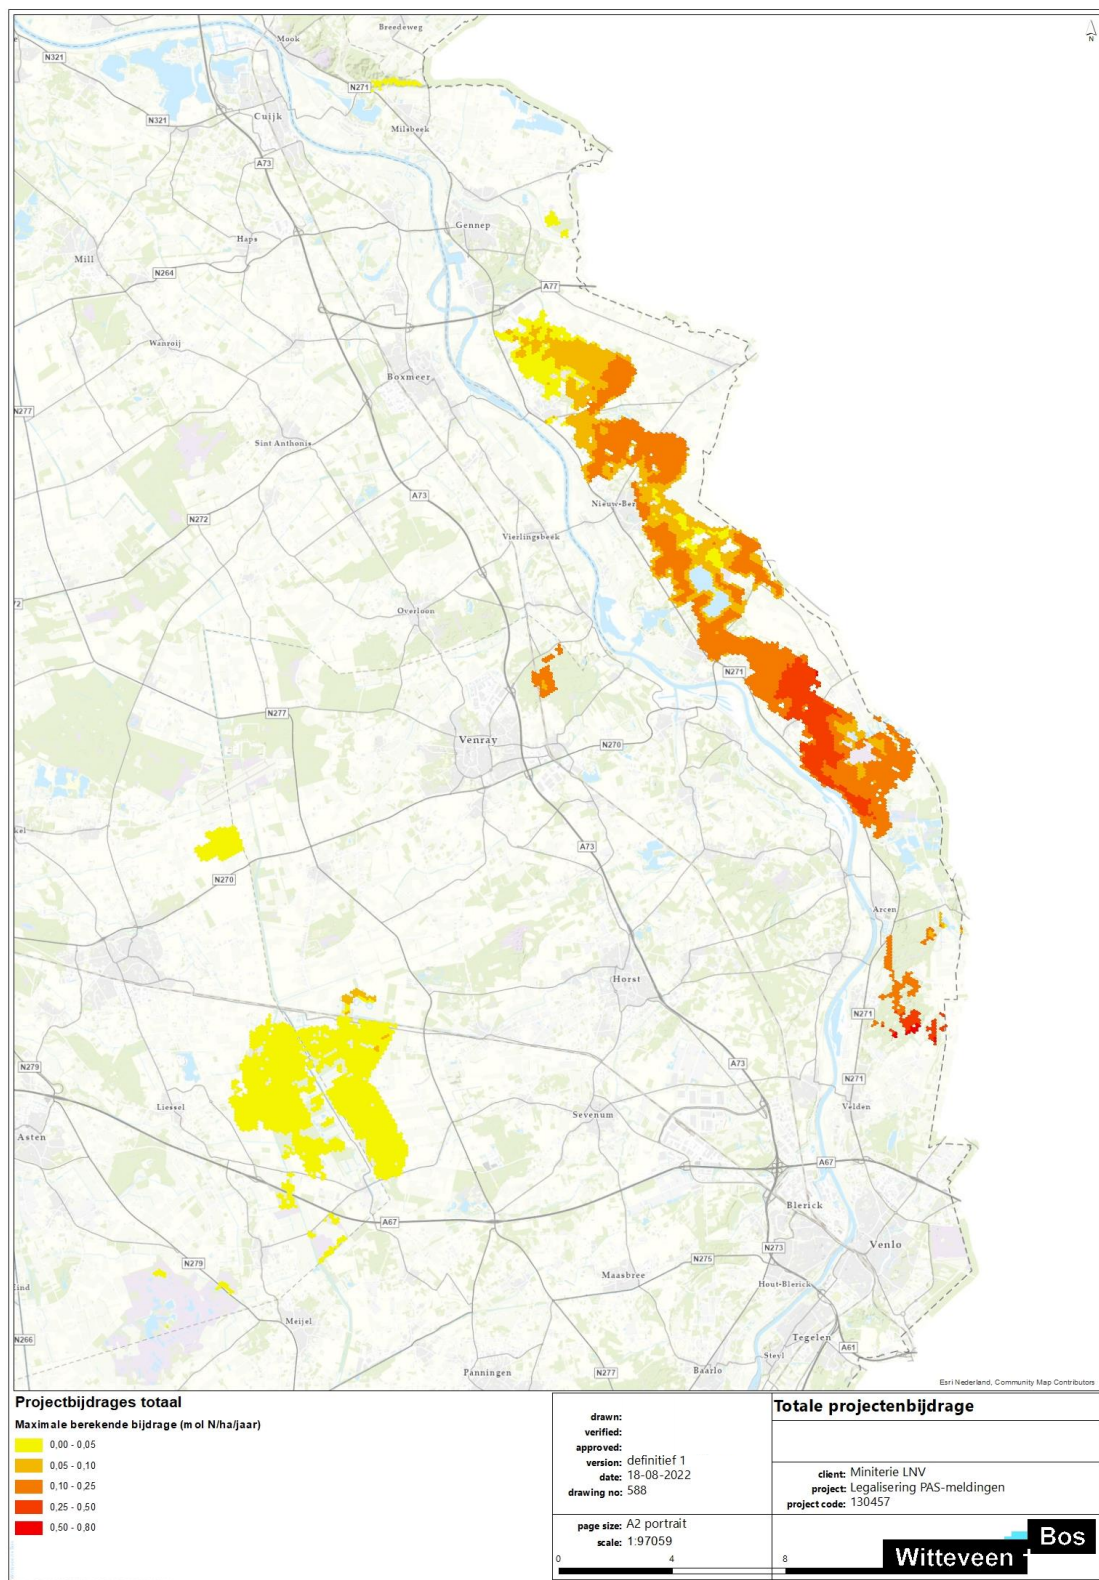 Breedeweg
Mook
N321
N271
N321
Cuijk
Milsbeek
A73
Gennep
Haps
Mill
N264
A77
Wanroij
Boxmeer
N277
Sint Anthonis
A73
Nieuw-Ber
N272
Vierlingsbeek
Overloon
N271
N277
Venray
N270
A73
N270
Arcen
Horst
N271
A73
N279
N271
Liessel
Sevenum
Velden
Asten
A67
Blerick
A67
Venlo
N273
N275
N279
Maasbree
Hout-Blerick
Meijel
Tegelen
N266
A61
Steyl
Panningen
N277
Baarlo
Esri Nederland, Community Map Contributors
N
Projectbijdrages totaal
Maximale berekende bijdrage (mol N/ha/jaar)
0,00 - 0,05
0,05 - 0,10
0,10 - 0,25
0,25 - 0,50
0,50 - 0,80
drawn:
verified:
approved:
version: definitief 1
date: 18-08-2022
drawing no: 588
page size: A2 portrait
scale: 1:97059
0 4 8
Totale projectenbijdrage
client: Miniterie LNV
project: Legalisering PAS-meldingen
project code: 130457
Witteveen + Bos